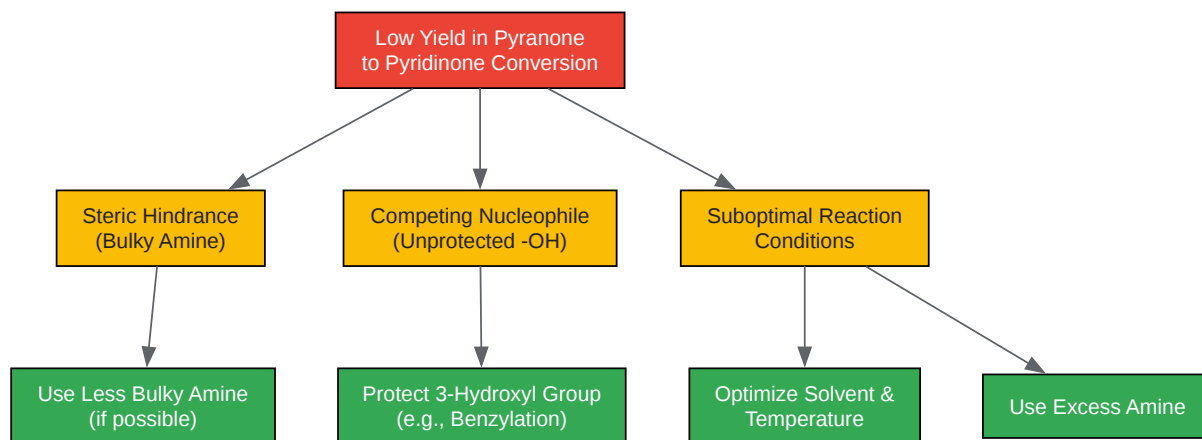 Low Yield in Pyranone
to Pyridinone Conversion
Steric Hindrance
(Bulky Amine)
Competing Nucleophile
(Unprotected -OH)
Suboptimal Reaction
Conditions
Use Less Bulky Amine
(if possible)
Protect 3-Hydroxyl Group
(e.g., Benzylation)
Optimize Solvent &
Temperature
Use Excess Amine